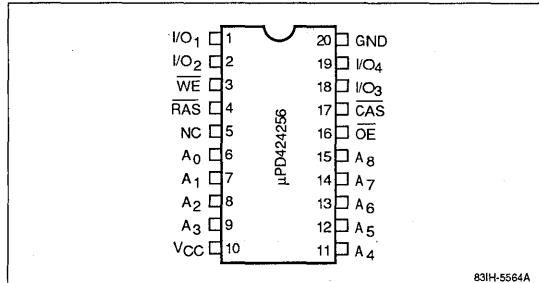 I/O1 1 20 GND
I/O2 2 19 I/O4
WE 3 18 I/O3
RAS 4 17 CAS
NC 5 16 OE
A0 6 15 A8
A1 7 14 A7
A2 8 13 A6
A3 9 12 A5
VCC 10 11 A4
µPD424256
83IH-5564A